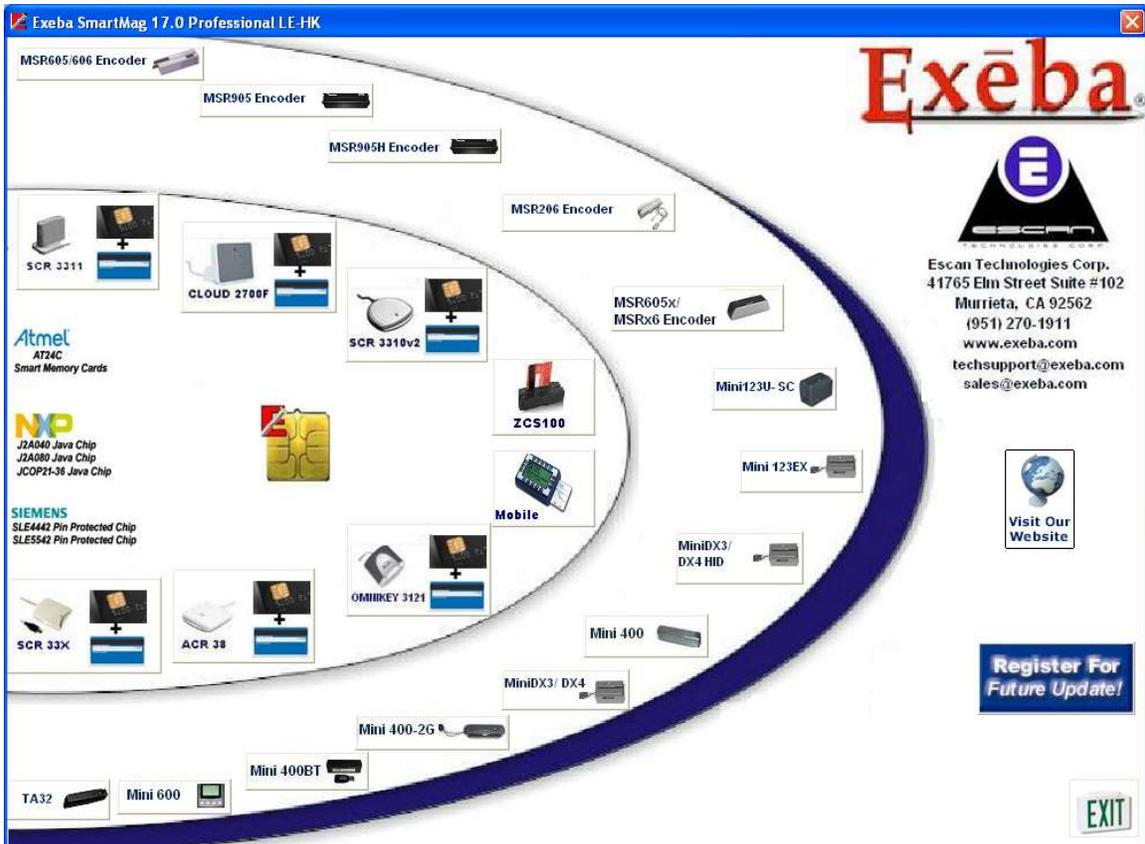 Exeba SmartMag 17.0 Professional LE-HK
MSR605/606 Encoder
MSR905 Encoder
MSR905H Encoder
MSR206 Encoder
MSR605x/
MSRx6 Encoder
Mini123U- SC
Mini 123EX
MiniDX3/
DX4 HID
Mini 400
MiniDX3/ DX4
Mini 400-2G
Mini 400BT
Mini 600
TA32
SCR 3311
+
CLOUD 2700F
+
SCR 3310v2
+
ZCS100
Mobile
OMNIKEY 3121
+
ACR 38
+
SCR 33X
+
Atmel
AT24C
Smart Memory Cards
NXP
J2A040 Java Chip
J2A080 Java Chip
JCOP21-36 Java Chip
SIEMENS
SLE4442 Pin Protected Chip
SLE5542 Pin Protected Chip
E
Exēba®
E
ESCAN
TECHNOLOGIES CORP.
Escan Technologies Corp.
41765 Elm Street Suite #102
Murrieta, CA 92562
(951) 270-1911
www.exeba.com
techsupport@exeba.com
sales@exeba.com
Visit Our
Website
Register For
Future Update!
EXIT